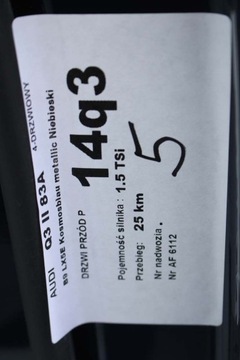 4-DRZWIOWY
AUDI Q3 II 83A
B9 LX5E Kosmosblau metallic Niebieski
DRZWI PRZÓD P
14q3
Pojemność silnika : 1.5 TSi
Przebieg: 25 km
Nr nadwozia .
Nr AF 6112
5